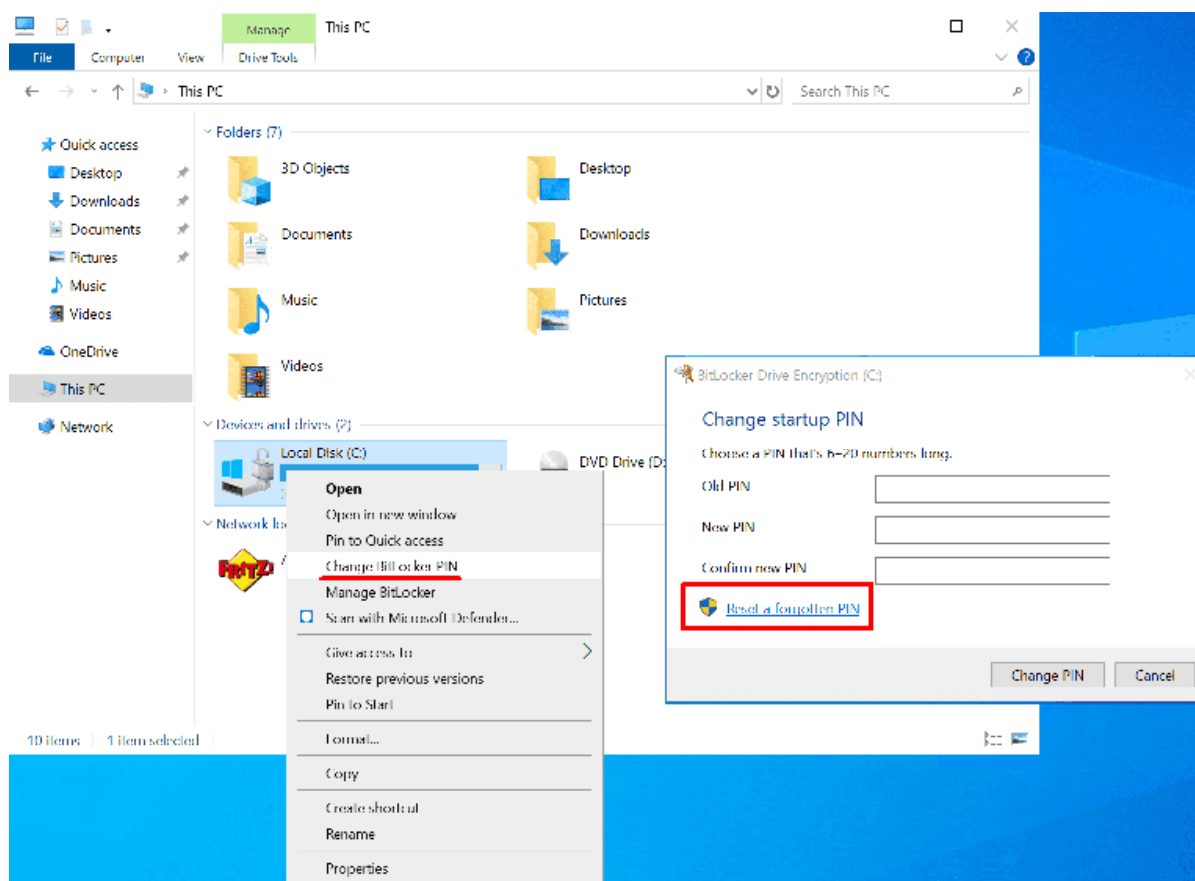 Manage
This PC
File
Computer
View
Drive Tools
This PC
Search This PC
Quick access
Desktop
Downloads
Documents
Pictures
Music
Videos
OneDrive
This PC
Network
Folders (7)
3D Objects
Desktop
Documents
Downloads
Music
Pictures
Videos
Devices and drives (2)
Local Disk (C:)
DVD Drive (D:
Network lo
FRITZ!
Open
Open in new window
Pin to Quick access
Change BitLocker PIN
Manage BitLocker
Scan with Microsoft Defender...
Give access to
Restore previous versions
Pin to Start
Format...
Copy
Create shortcut
Rename
Properties
BitLocker Drive Encryption (C:)
Change startup PIN
Choose a PIN that's 6-20 numbers long.
Old PIN
New PIN
Confirm new PIN
Reset a forgotten PIN
Change PIN
Cancel
10 items
1 item selected